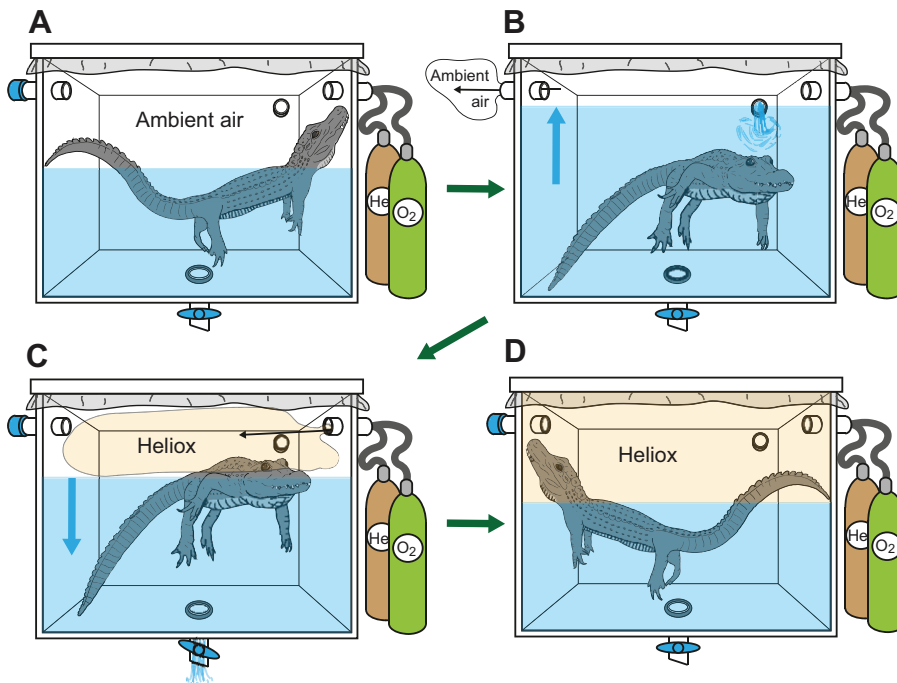 A
Ambient air
He
O2
B
Ambient
air
He
O2
C
Heliox
He
O2
D
Heliox
He
O2